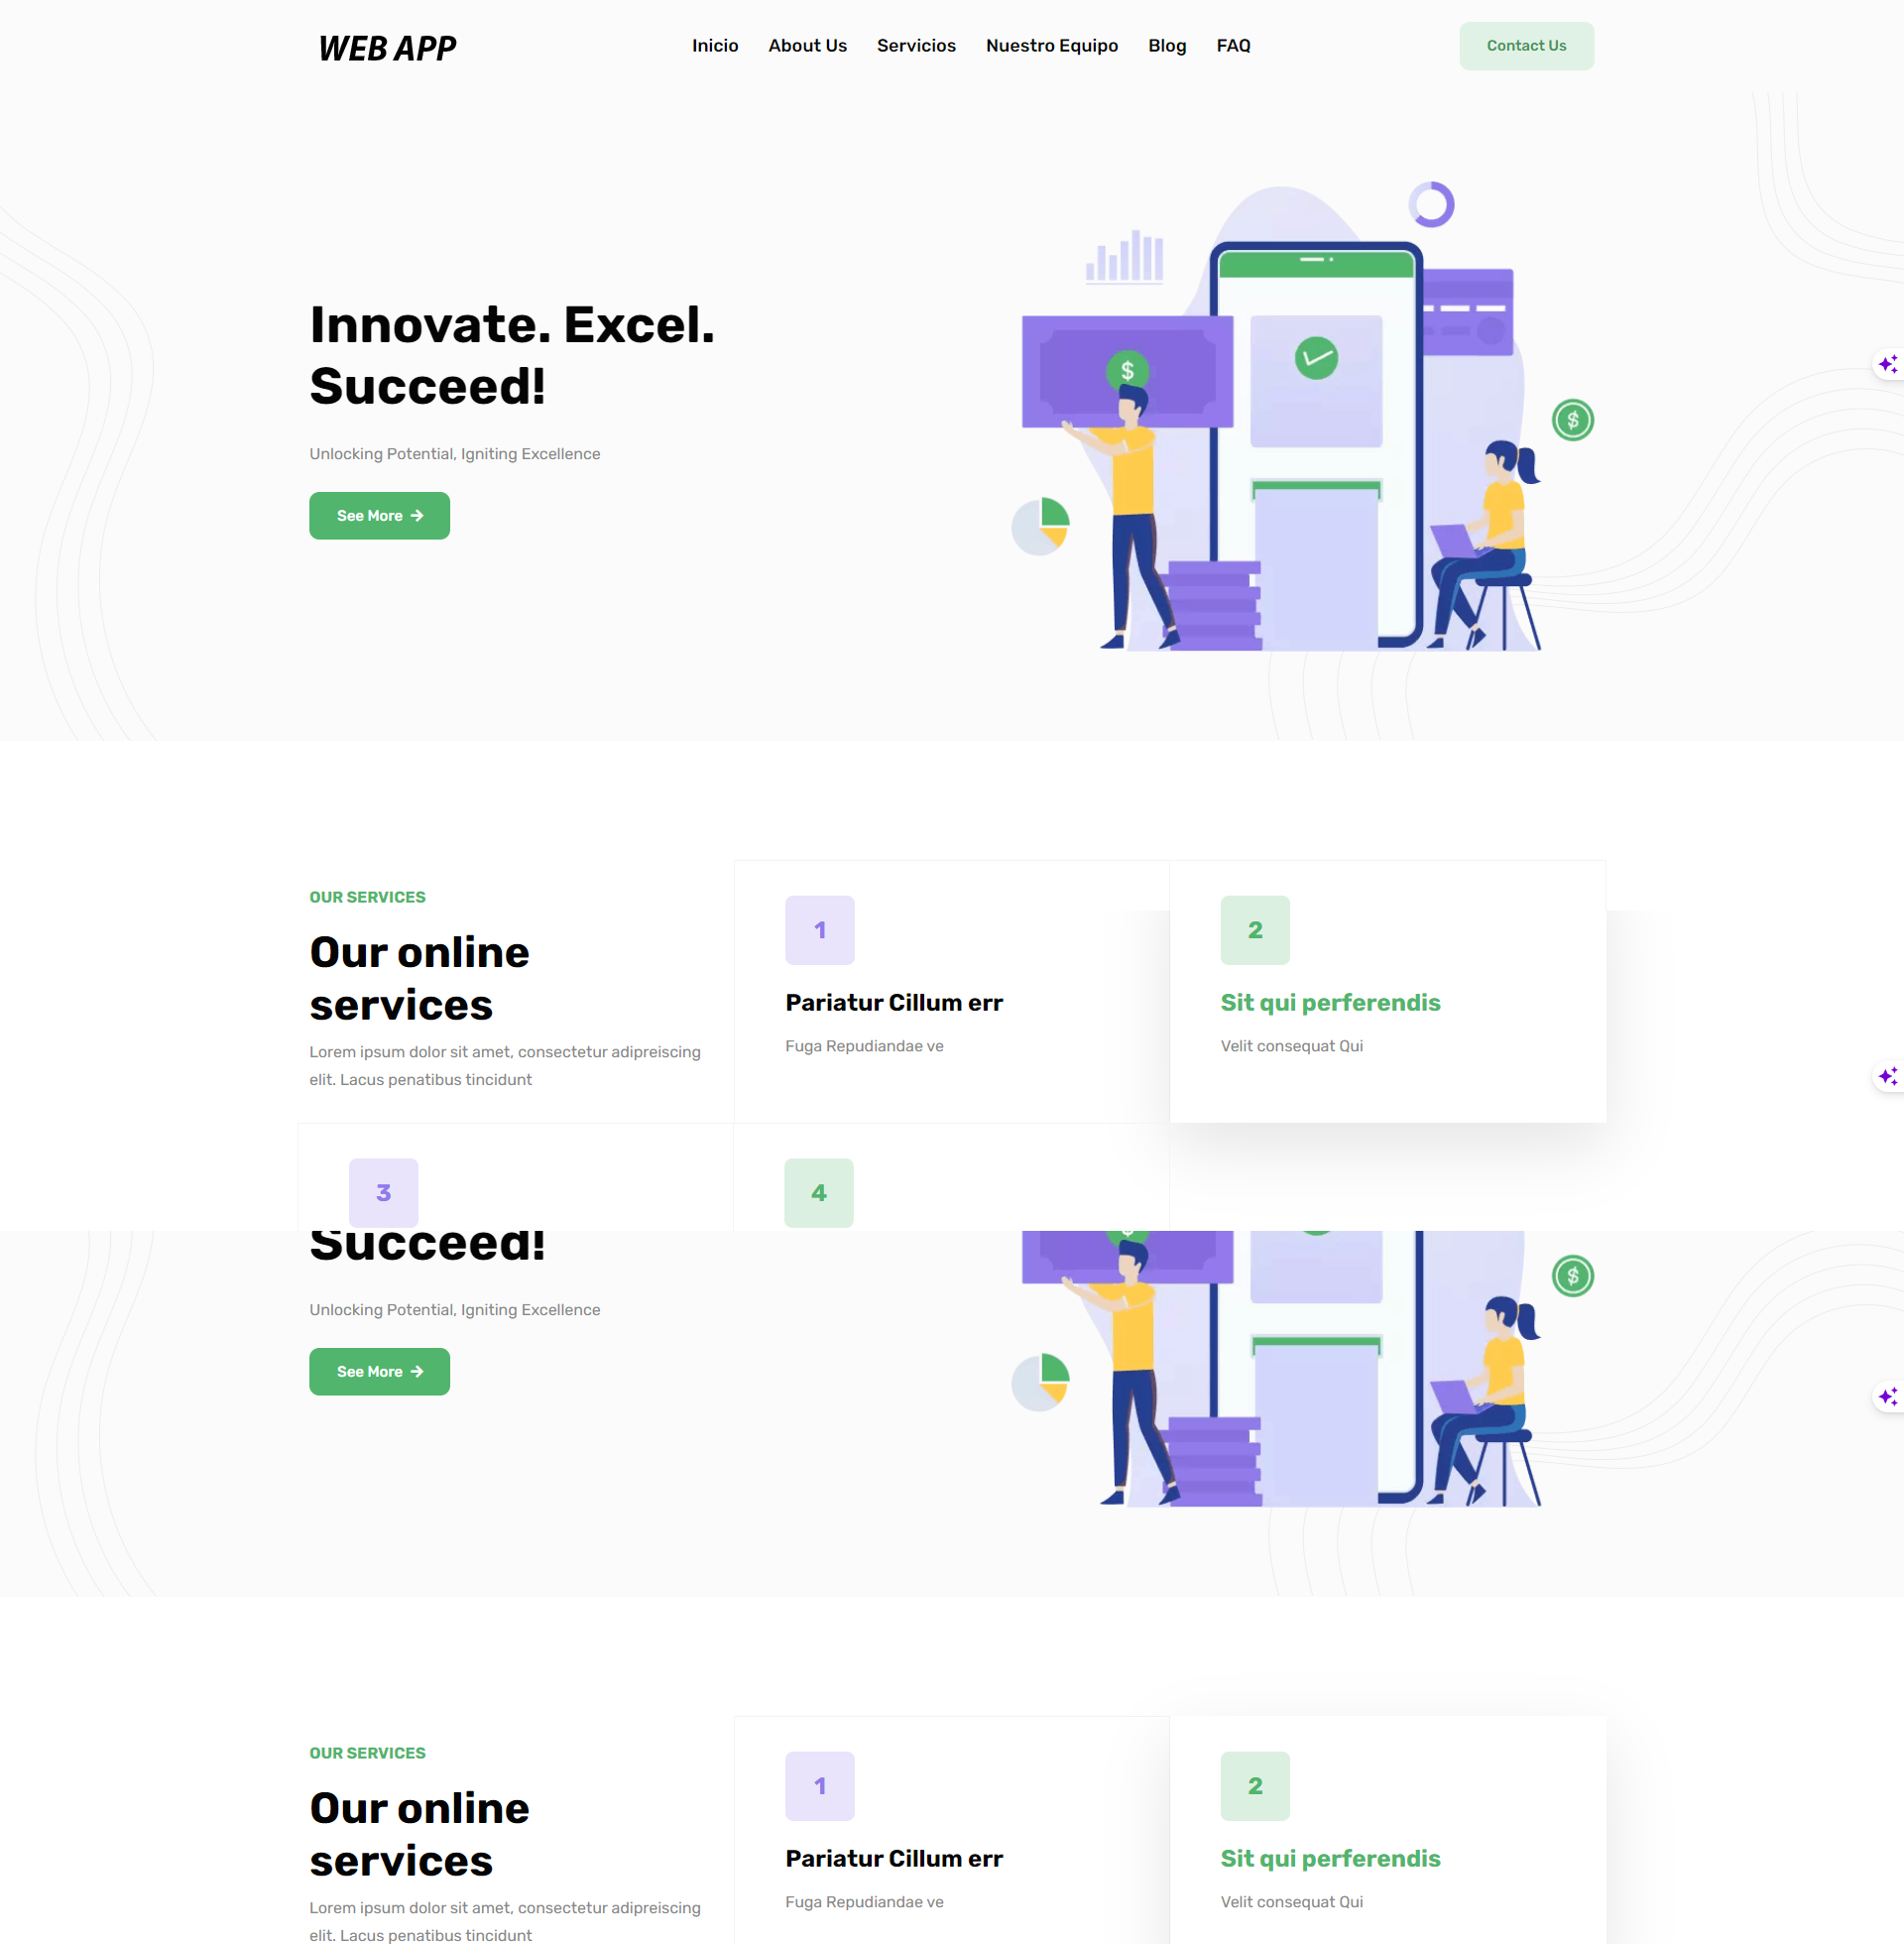 WEB APP
Inicio About Us Servicios Nuestro Equipo Blog FAQ
Contact Us
Innovate. Excel.
Succeed!
Unlocking Potential, Igniting Excellence
See More
$
$
OUR SERVICES
Our online
services
Lorem ipsum dolor sit amet, consectetur adipreiscing
elit. Lacus penatibus tincidunt
1
Pariatur Cillum err
Fuga Repudiandae ve
2
Sit qui perferendis
Velit consequat Qui
3
4
Succeed!
Unlocking Potential, Igniting Excellence
See More
$
$
OUR SERVICES
Our online
services
Lorem ipsum dolor sit amet, consectetur adipreiscing
elit. Lacus penatibus tincidunt
1
Pariatur Cillum err
Fuga Repudiandae ve
2
Sit qui perferendis
Velit consequat Qui